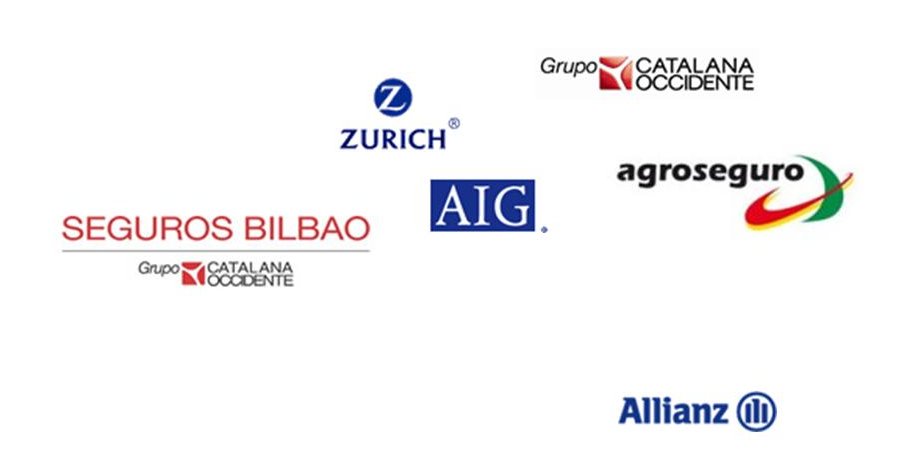 Grupo CATALANA
OCCIDENTE
Z
ZURICH®
agroseguro
AIG®
SEGUROS BILBAO
Grupo CATALANA
OCCIDENTE
Allianz